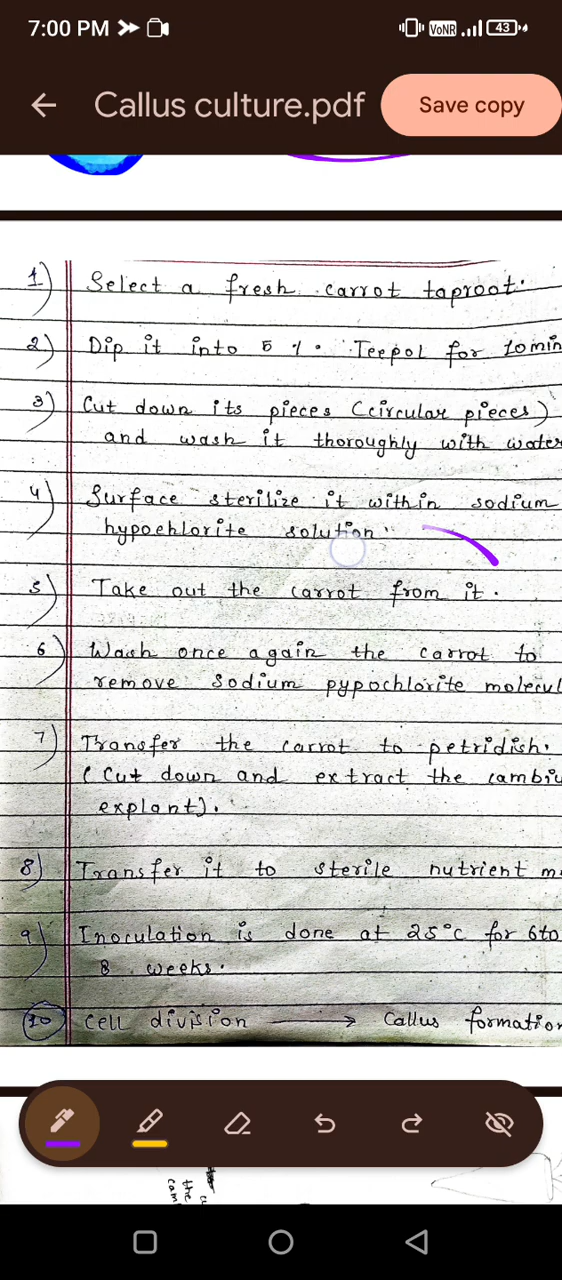 7:00 PM
VoNR
43
Callus culture.pdf
Save copy
1) Select a fresh carrot taproot.
2) Dip it into 5 % Teepol for 10 min
3) Cut down its pieces (circular pieces)
and wash it thoroughly with water
4) Surface sterilize it within sodium
hypochlorite solution.
5) Take out the carrot from it.
6) Wash once again the carrot to
remove sodium pypochlorite molecul
7) Transfer the carrot to petridish.
(Cut down and extract the cambiu
explant).
8) Transfer it to sterile nutrient m
9) Inoculation is done at 25°c for 6 to
8 weeks.
10 Cell division → Callus formation
the
cam